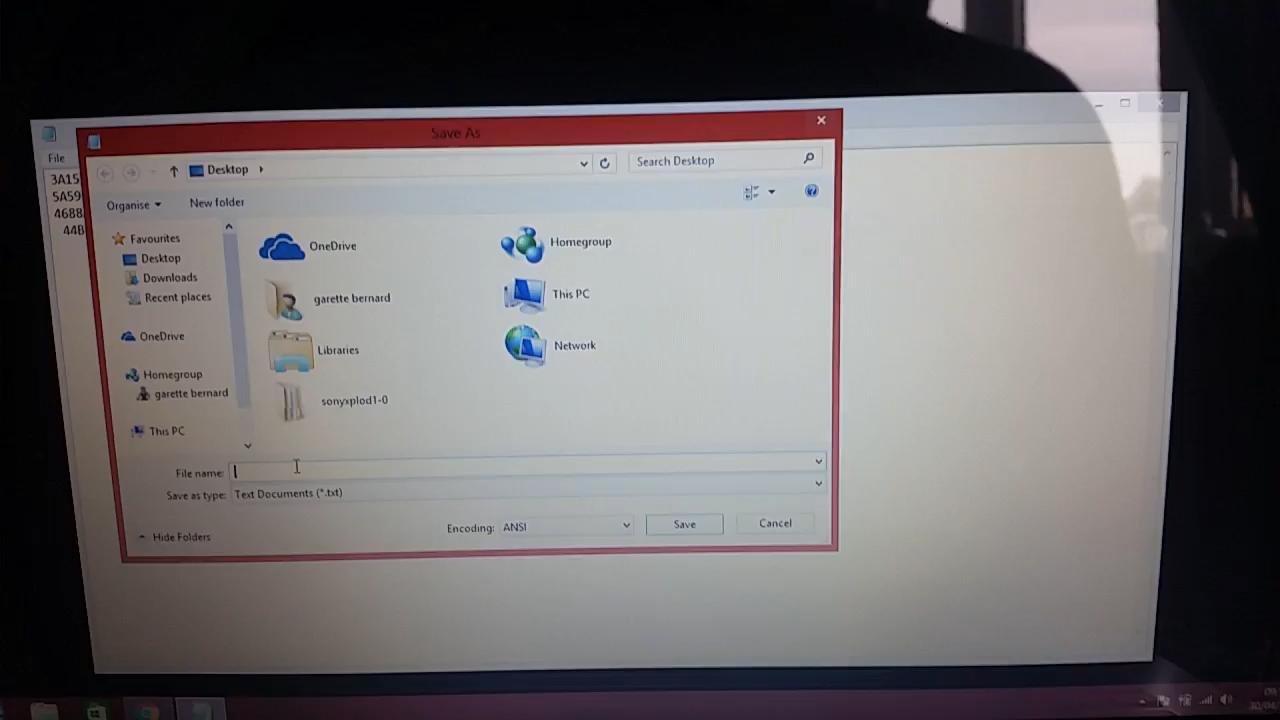 Save As
File
Desktop
Search Desktop
Organise
New folder
3A15
5A59
4688
44B
Favourites
Desktop
Downloads
Recent places
OneDrive
Homegroup
garette bernard
This PC
OneDrive
Homegroup
garette bernard
This PC
Libraries
Network
sonyxplod1-0
File name:
Save as type: Text Documents (*.txt)
Hide Folders
Encoding: ANSI
Save
Cancel